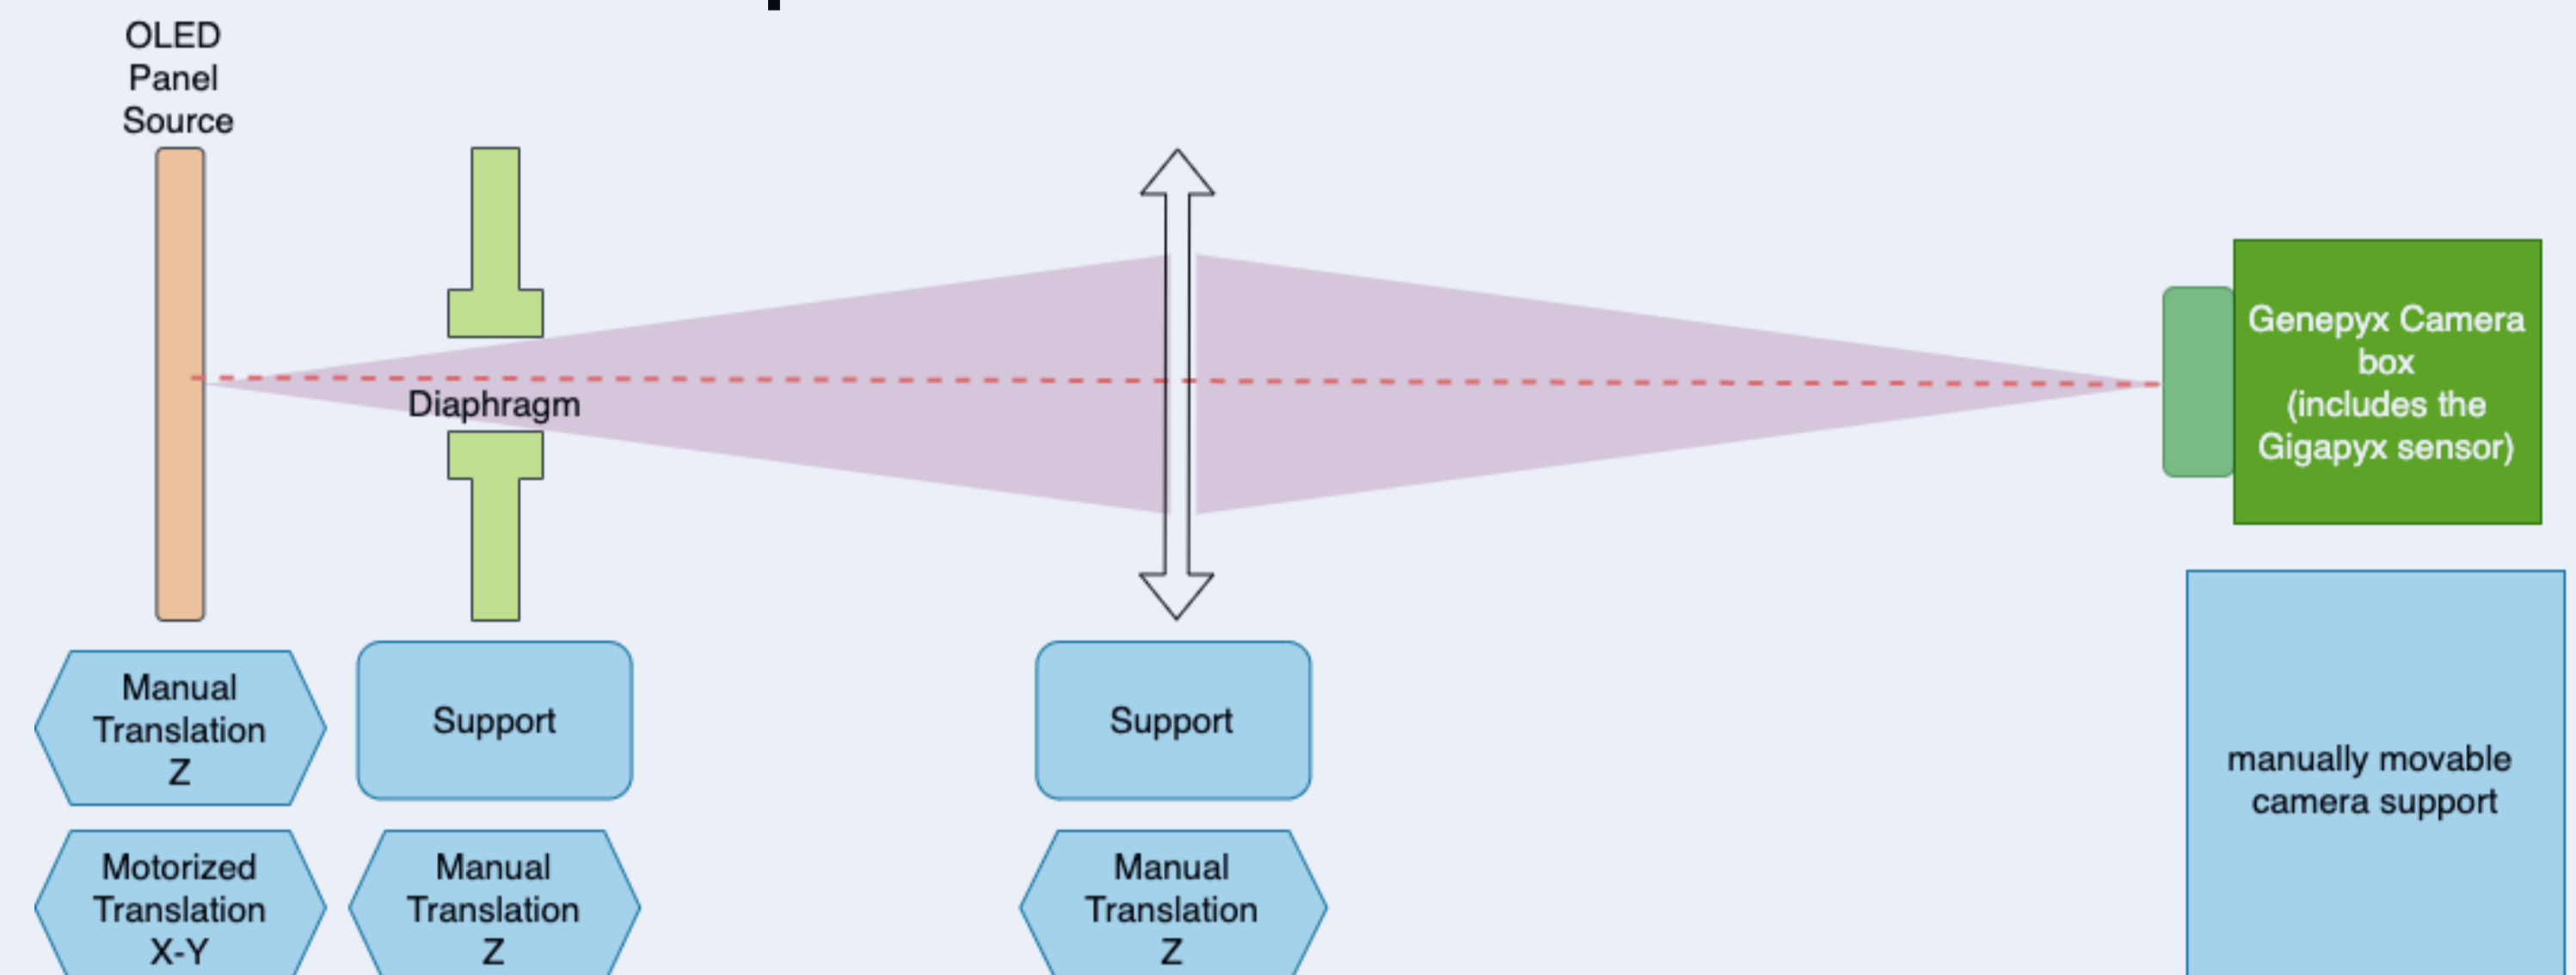 OLED
Panel
Source
Diaphragm
Genepyx Camera
box
(includes the
Gigapyx sensor)
Manual
Translation
Z
Support
Support
manually movable
camera support
Motorized
Translation
X-Y
Manual
Translation
Z
Manual
Translation
Z